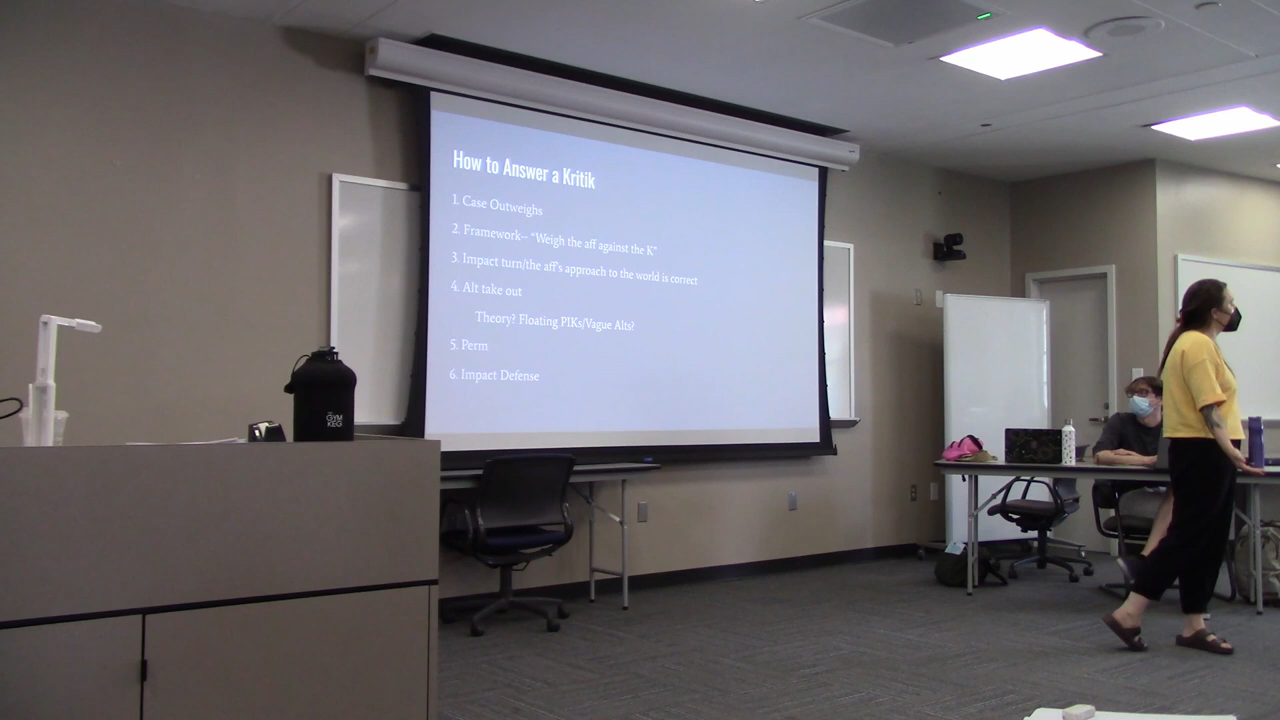 How to Answer a Kritik
1. Case Outweighs
2. Framework-- "Weigh the aff against the K"
3. Impact turn/the aff's approach to the world is correct
4. Alt take out
Theory? Floating PIKs/Vague Alts?
5. Perm
6. Impact Defense
GYM
KEG